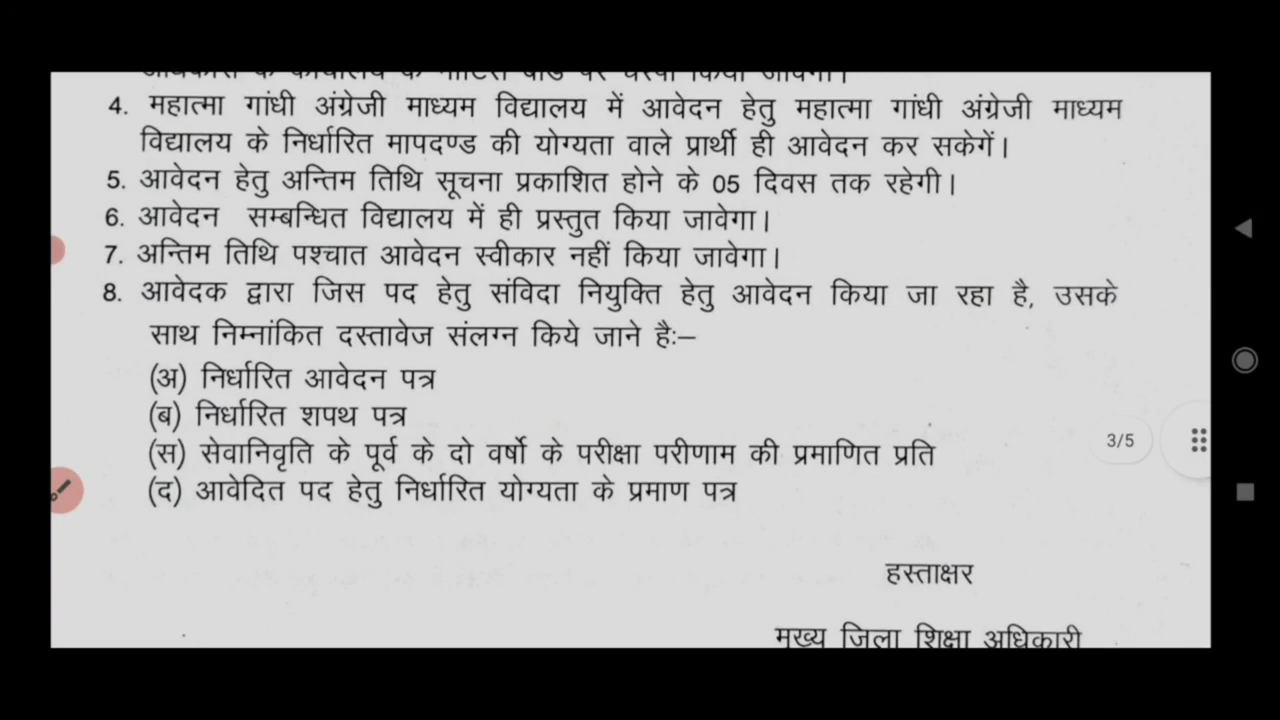 4. महात्मा गांधी अंग्रेजी माध्यम विद्यालय में आवेदन हेतु महात्मा गांधी अंग्रेजी माध्यम
विद्यालय के निर्धारित मापदण्ड की योग्यता वाले प्रार्थी ही आवेदन कर सकेगें।
5. आवेदन हेतु अन्तिम तिथि सूचना प्रकाशित होने के 05 दिवस तक रहेगी।
6. आवेदन सम्बन्धित विद्यालय में ही प्रस्तुत किया जावेगा।
7. अन्तिम तिथि पश्चात आवेदन स्वीकार नहीं किया जावेगा।
8. आवेदक द्वारा जिस पद हेतु संविदा नियुक्ति हेतु आवेदन किया जा रहा है, उसके
साथ निम्नांकित दस्तावेज संलग्न किये जाने हैः–
(अ) निर्धारित आवेदन पत्र
(ब) निर्धारित शपथ पत्र
3/5
(स) सेवानिवृति के पूर्व के दो वर्षो के परीक्षा परीणाम की प्रमाणित प्रति
(द) आवेदित पद हेतु निर्धारित योग्यता के प्रमाण पत्र
हस्ताक्षर
मुख्य जिला शिक्षा अधिकारी